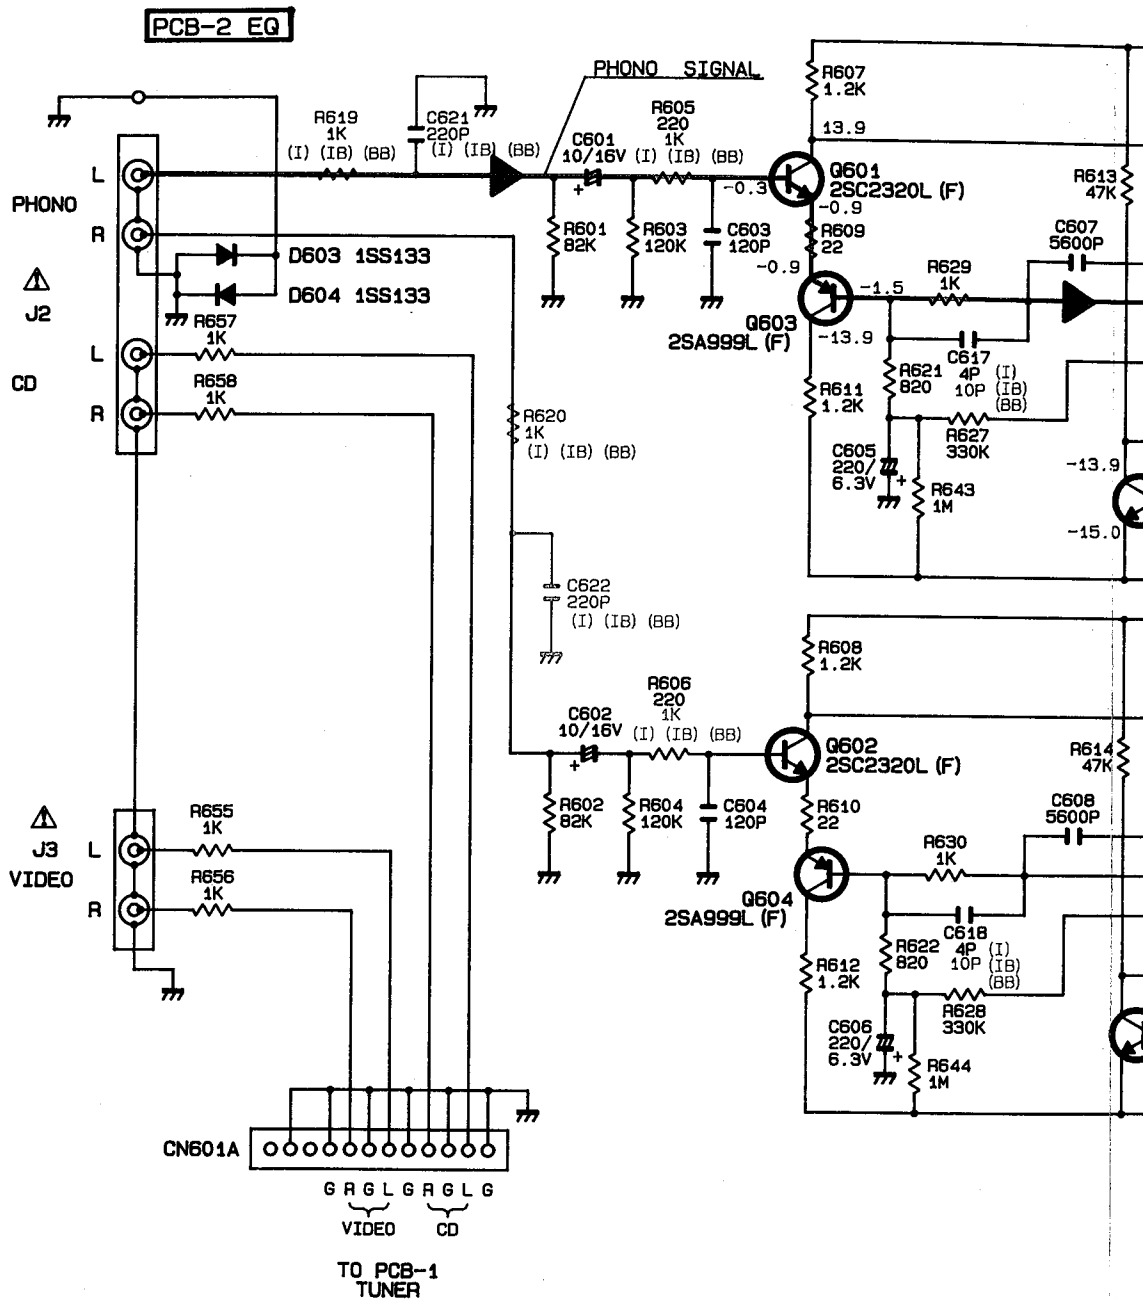 PCB-2 EQ
PHONO SIGNAL
R607
1.2K
R619
1K
(I) (IB) (BB)
C621
220P
(I) (IB) (BB)
C601
10/16V
R605
220
1K
(I) (IB) (BB)
13.9
L
PHONO
R
-0.3
Q601
2SC2320L (F)
-0.9
R613
47K
R601
82K
R603
120K
C603
120P
R609
22
C607
5600P
D603 1SS133
D604 1SS133
-0.9
R629
1K
-1.5
J2
R657
1K
Q603
2SA999L (F)
-13.9
L
CD
R658
1K
R
C617
4P
10P
(I)
(IB)
(BB)
R621
820
R611
1.2K
R620
1K
(I) (IB) (BB)
R627
330K
C605
220/
6.3V
+
R643
1M
-13.9
-15.0
C622
220P
(I) (IB) (BB)
R608
1.2K
R606
220
1K
(I) (IB) (BB)
C602
10/16V
+
+
Q602
2SC2320L (F)
R614
47K
R602
82K
R604
120K
C604
120P
R610
22
C608
5600P
R655
1K
J3
VIDEO
L
R656
1K
R
R630
1K
Q604
2SA999L (F)
C618
4P
10P
(I)
(IB)
(BB)
R622
820
R612
1.2K
R628
330K
C606
220/
6.3V
+
R644
1M
CN601A
G R G L G R G L G
VIDEO
CD
TO PCB-1
TUNER